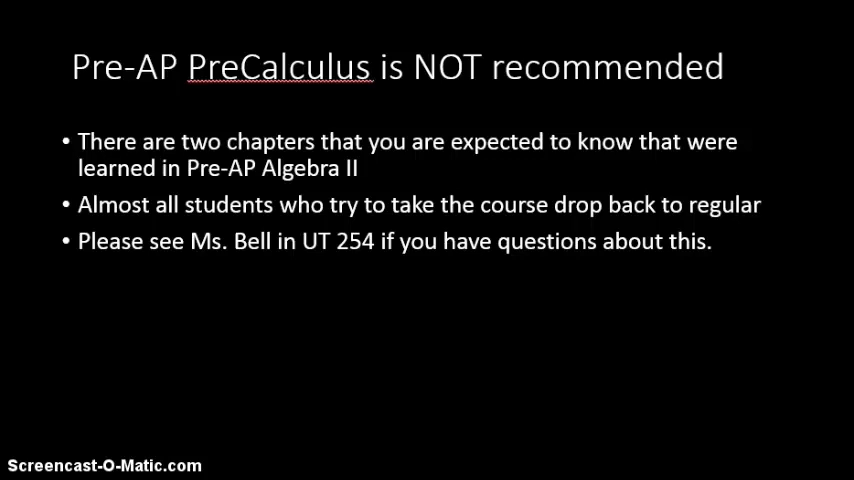 Pre-AP PreCalculus is NOT recommended
• There are two chapters that you are expected to know that were
learned in Pre-AP Algebra II
• Almost all students who try to take the course drop back to regular
• Please see Ms. Bell in UT 254 if you have questions about this.
Screencast-O-Matic.com